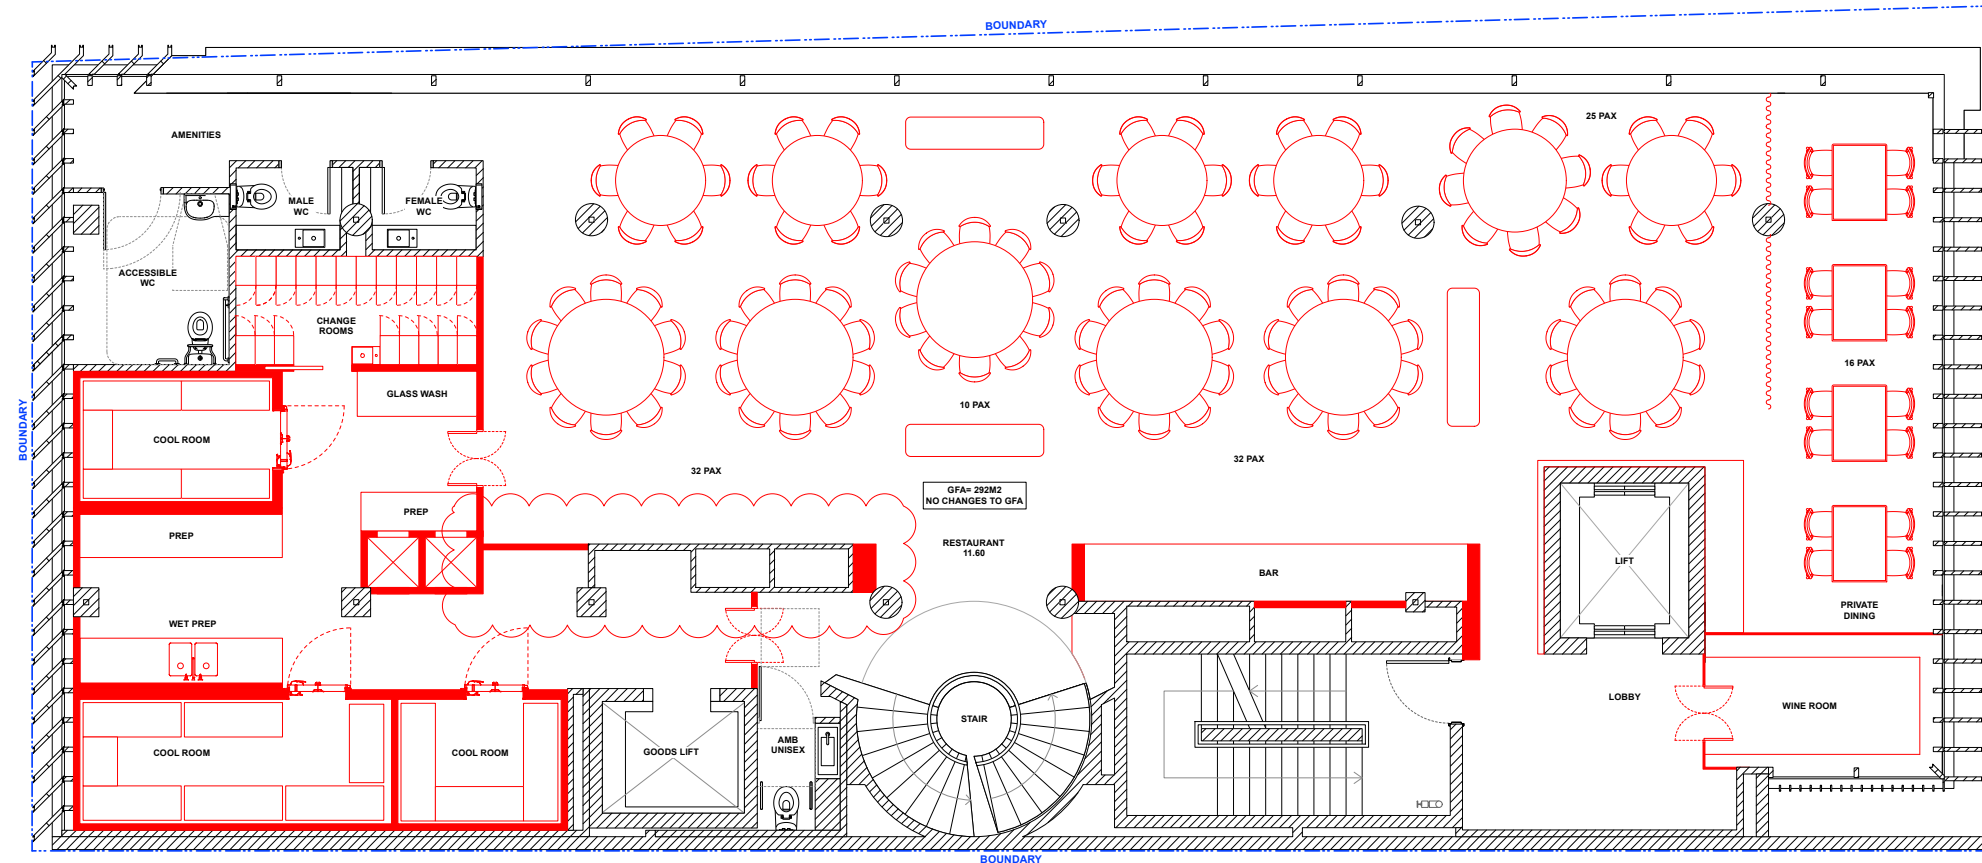 BOUNDARY
25 PAX
AMENITIES
MALE
WC
FEMALE
WC
ACCESSIBLE
WC
CHANGE
ROOMS
16 PAX
GLASS WASH
10 PAX
BOUNDARY
COOL ROOM
32 PAX
32 PAX
GFA= 292M2
NO CHANGES TO GFA
PREP
PREP
RESTAURANT
11.60
BAR
LIFT
PRIVATE
DINING
WET PREP
LOBBY
WINE ROOM
STAIR
AMB
UNISEX
COOL ROOM
COOL ROOM
GOODS LIFT
BOUNDARY